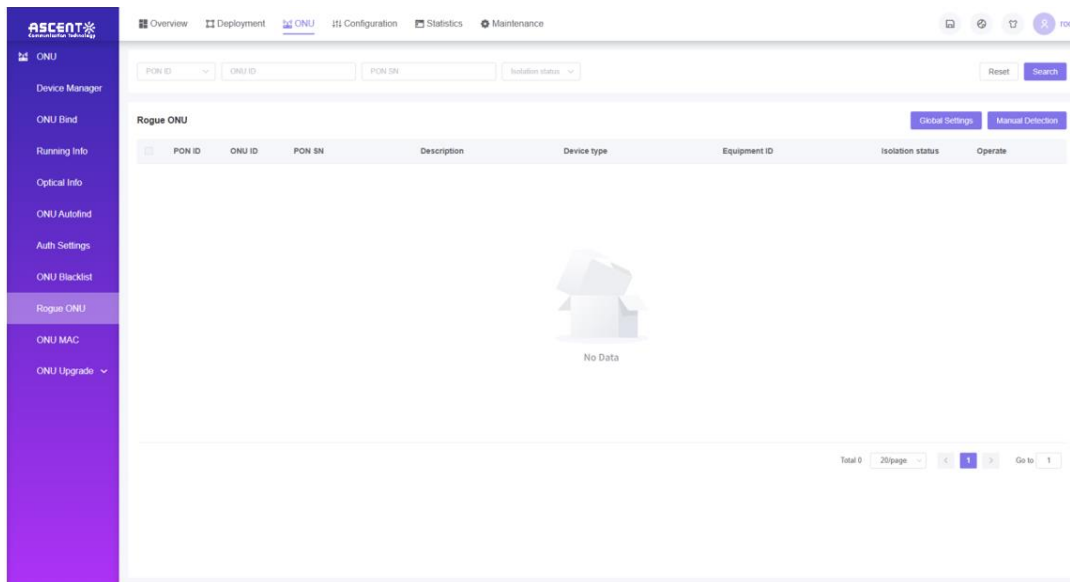 ASCENT
Communication Technology
Overview Deployment ONU Configuration Statistics Maintenance
ONU
Device Manager
ONU Bind
Running Info
Optical Info
ONU Autofind
Auth Settings
ONU Blacklist
Rogue ONU
ONU MAC
ONU Upgrade
PON ID ONU ID PON SN Isolation status Reset Search
Rogue ONU Global Settings Manual Detection
PON ID ONU ID PON SN Description Device type Equipment ID Isolation status Operate
No Data
Total 0 20/page < 1 > Go to 1